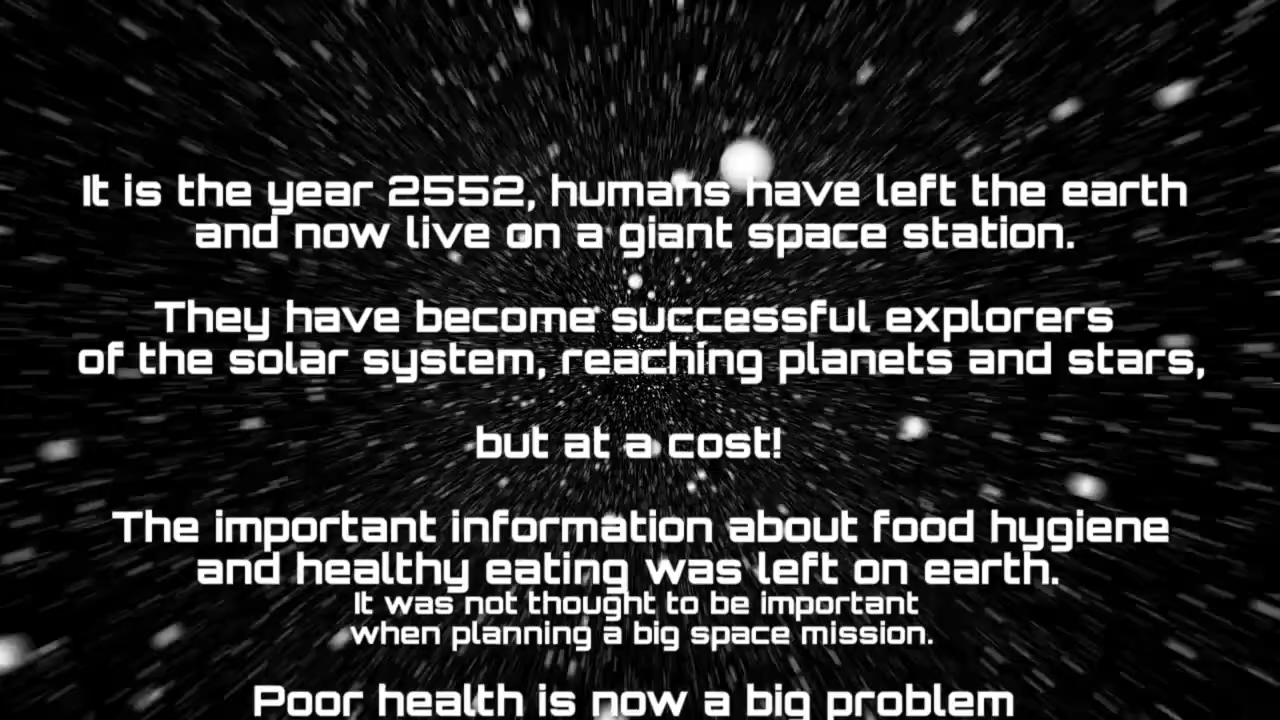 It is the year 2552, humans have left the earth
and now live on a giant space station.
They have become successful explorers
of the solar system, reaching planets and stars,
but at a cost!
The important information about food hygiene
and healthy eating was left on earth.
It was not thought to be important
when planning a big space mission.
Poor health is now a big problem